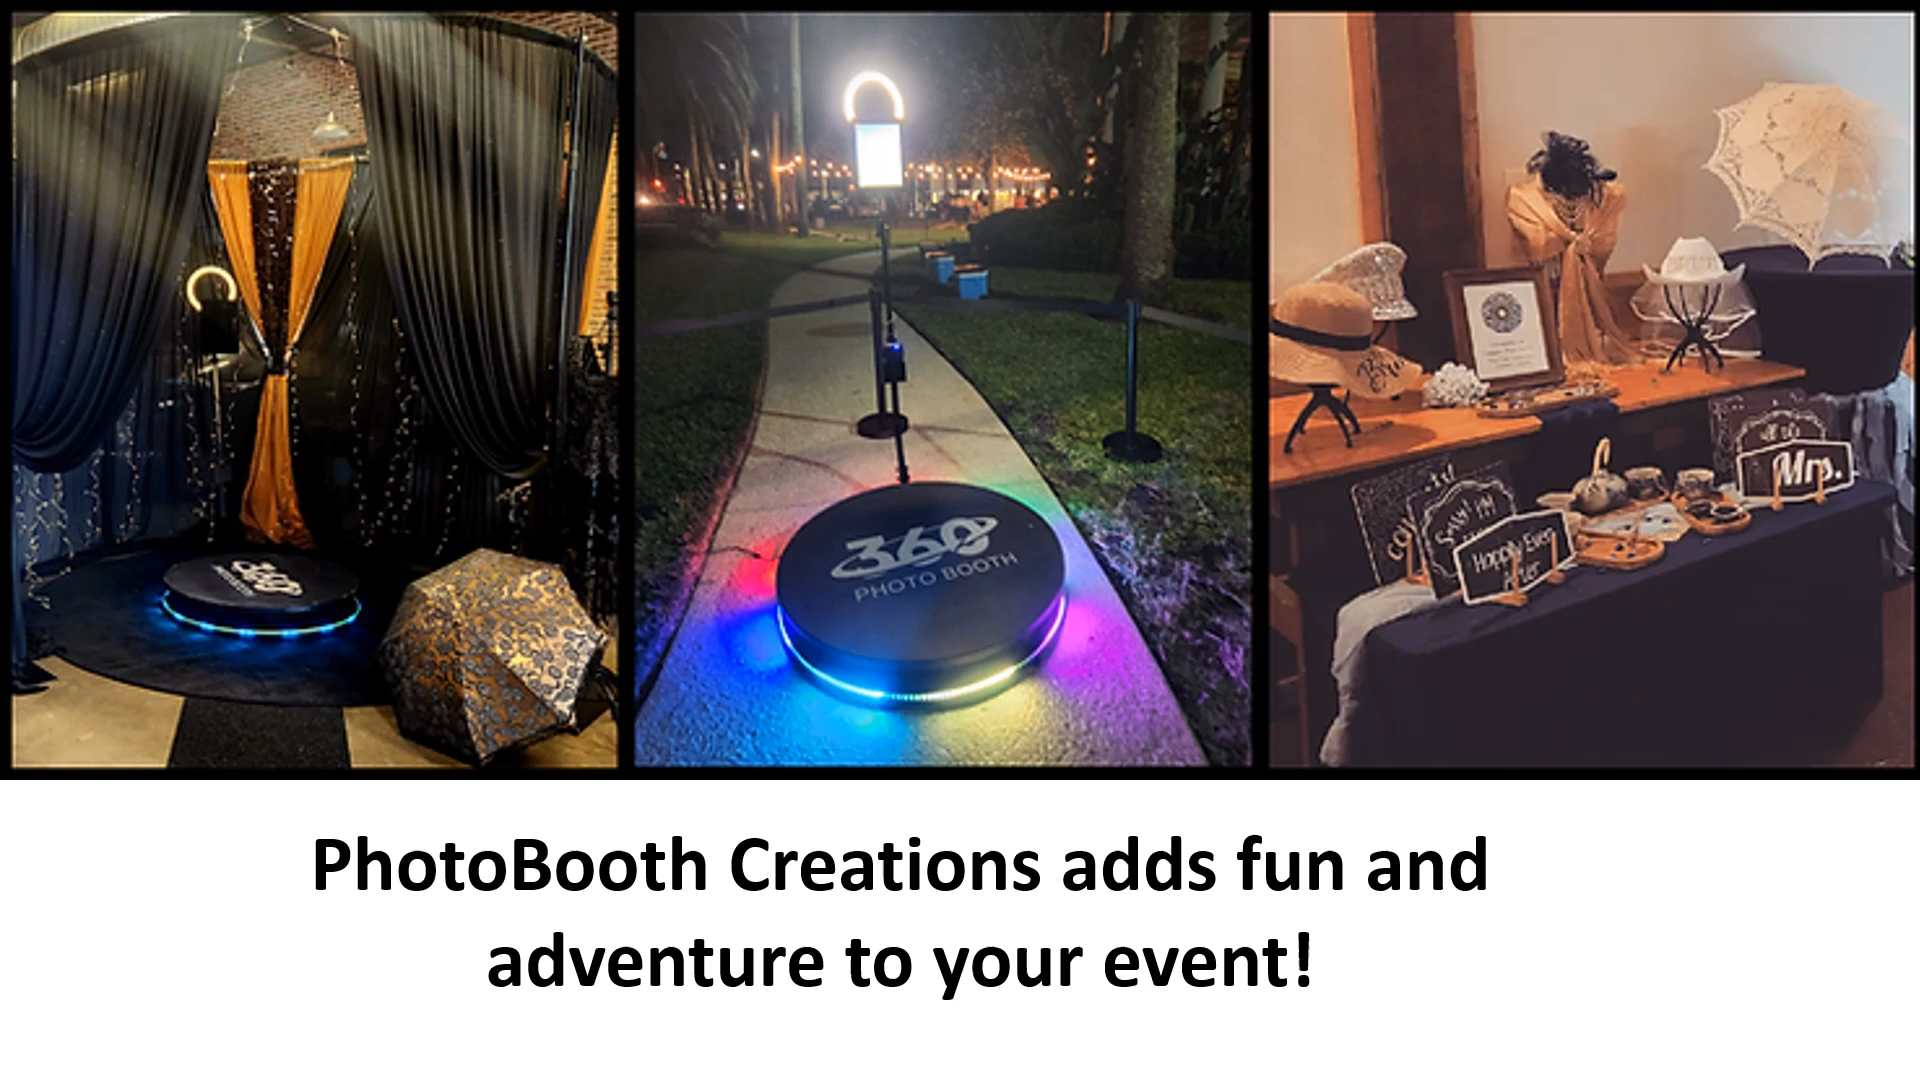 360
360
PHOTO BOOTH
Mrs.
Happily Ever
After
PhotoBooth Creations adds fun and
adventure to your event!